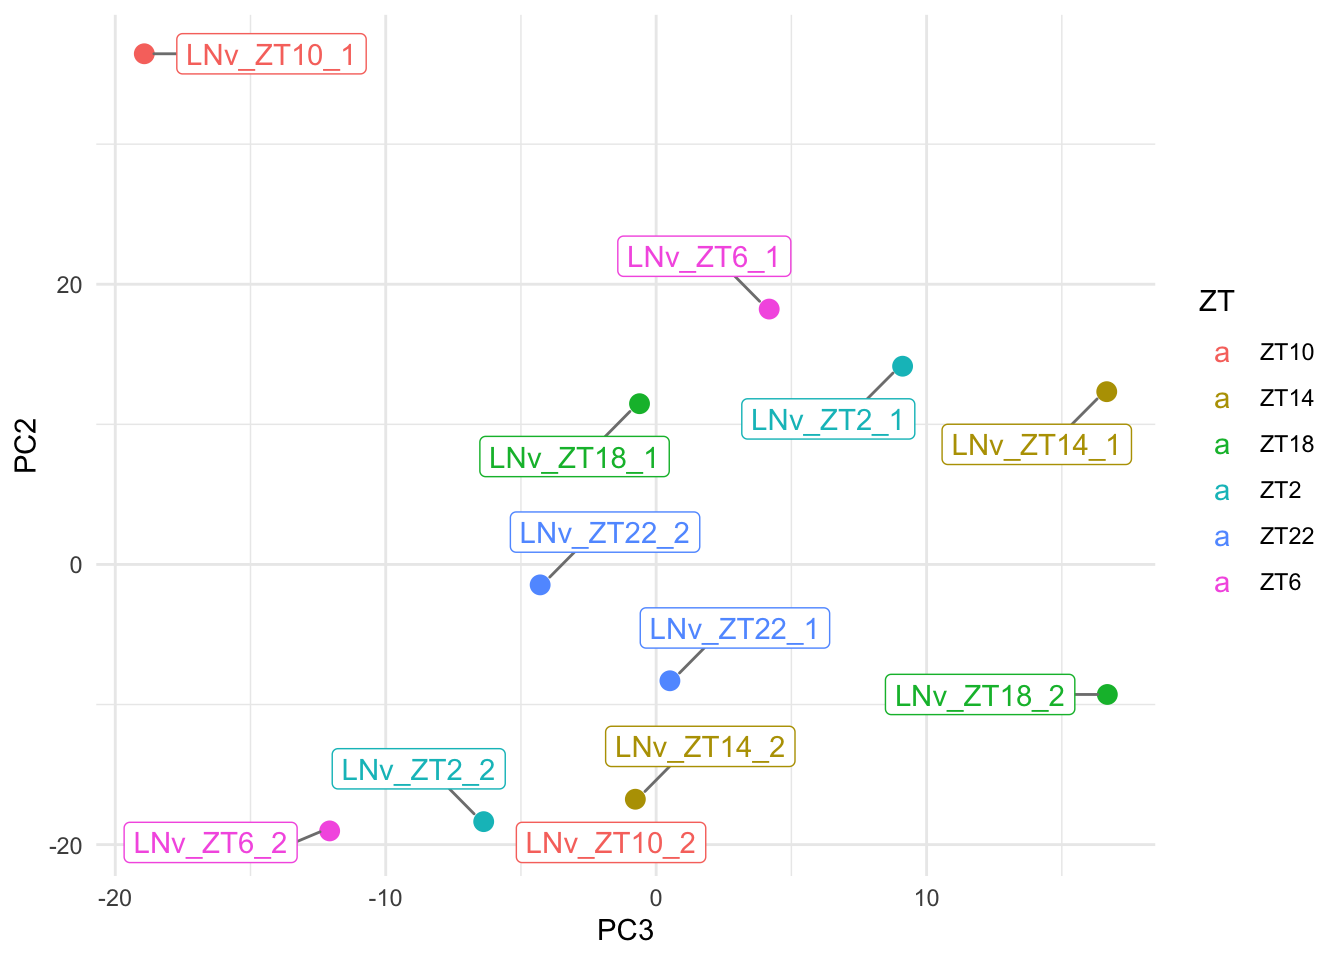 LNv_ZT10_1
LNv_ZT6_1
20
ZT
a ZT10
LNv_ZT2_1
a ZT14
LNv_ZT14_1
a ZT18
LNv_ZT18_1
PC2
a ZT2
LNv_ZT22_2
a ZT22
0
a ZT6
LNv_ZT22_1
LNv_ZT18_2
LNv_ZT14_2
LNv_ZT2_2
LNv_ZT6_2
LNv_ZT10_2
-20
-20 -10 0 10
PC3